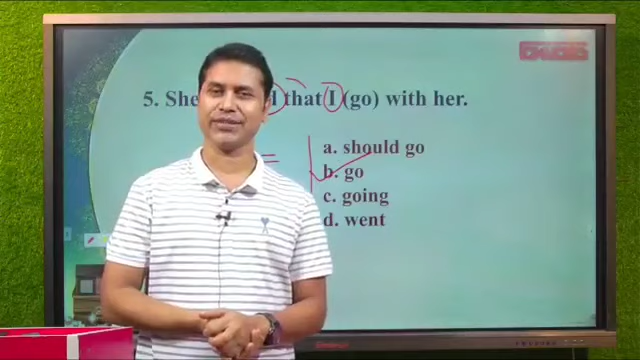 5. She that I (go) with her.
a. should go
b. go
c. going
d. went